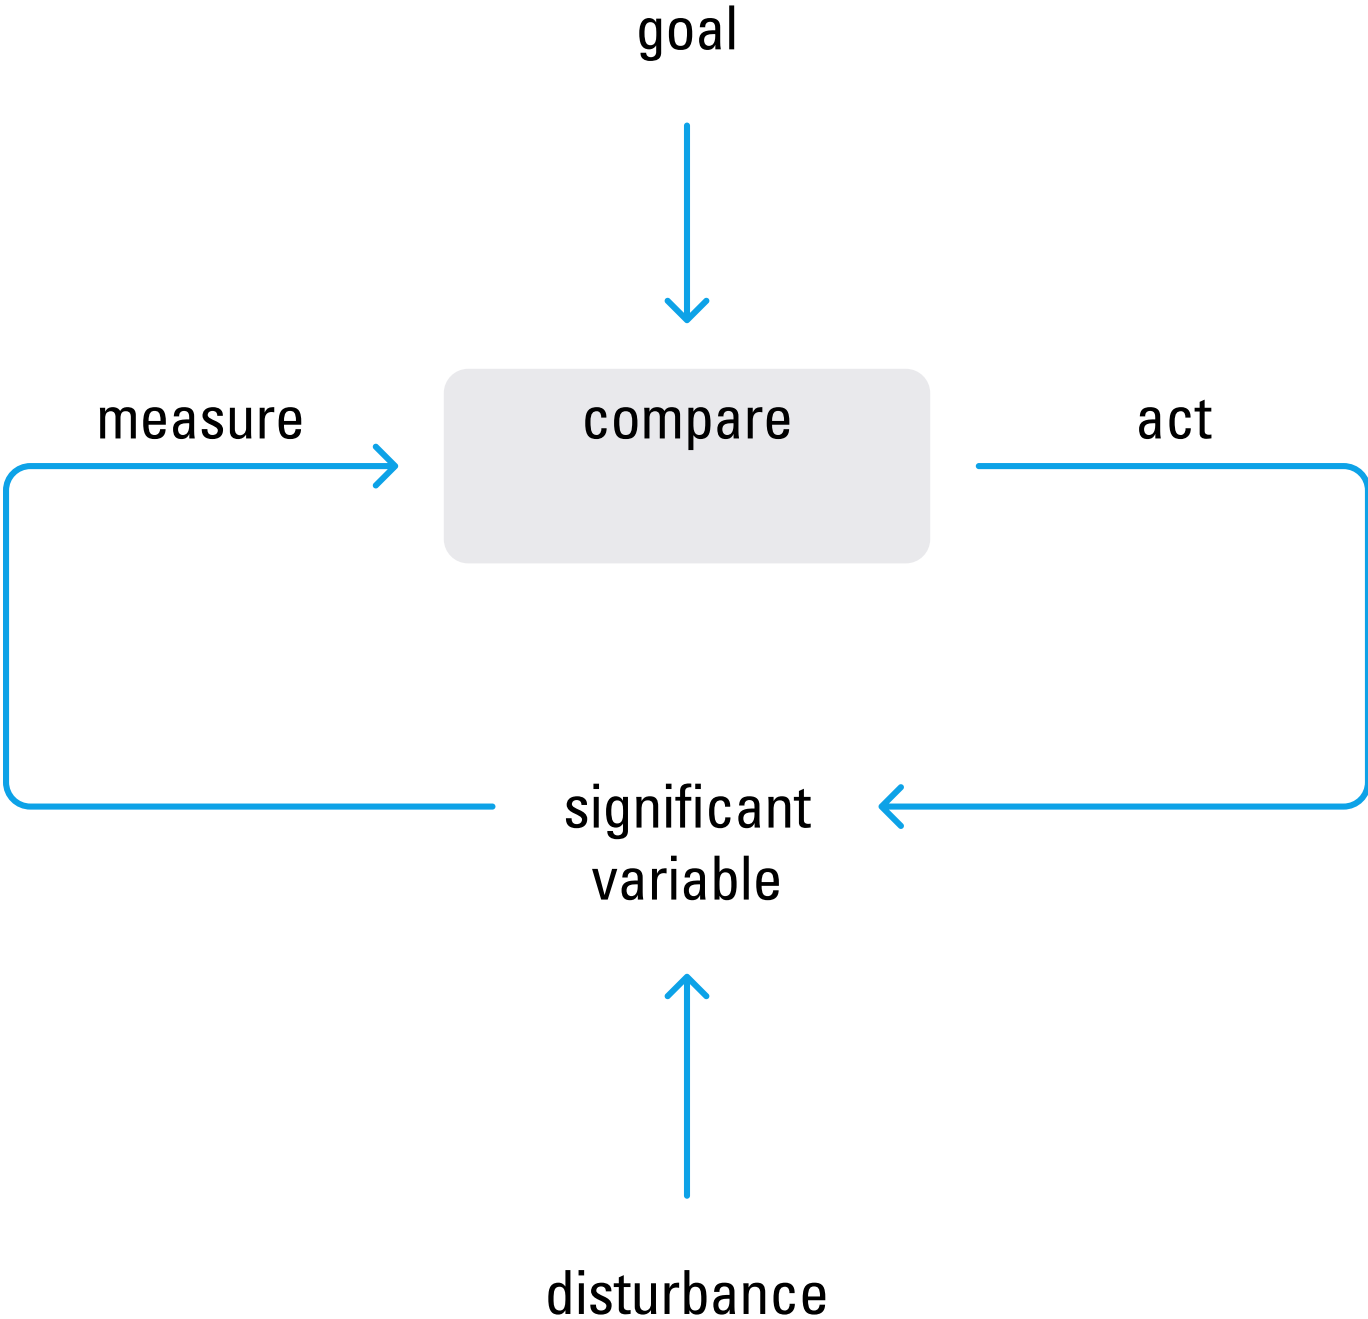 goal
measure
compare
act
significant
variable
disturbance